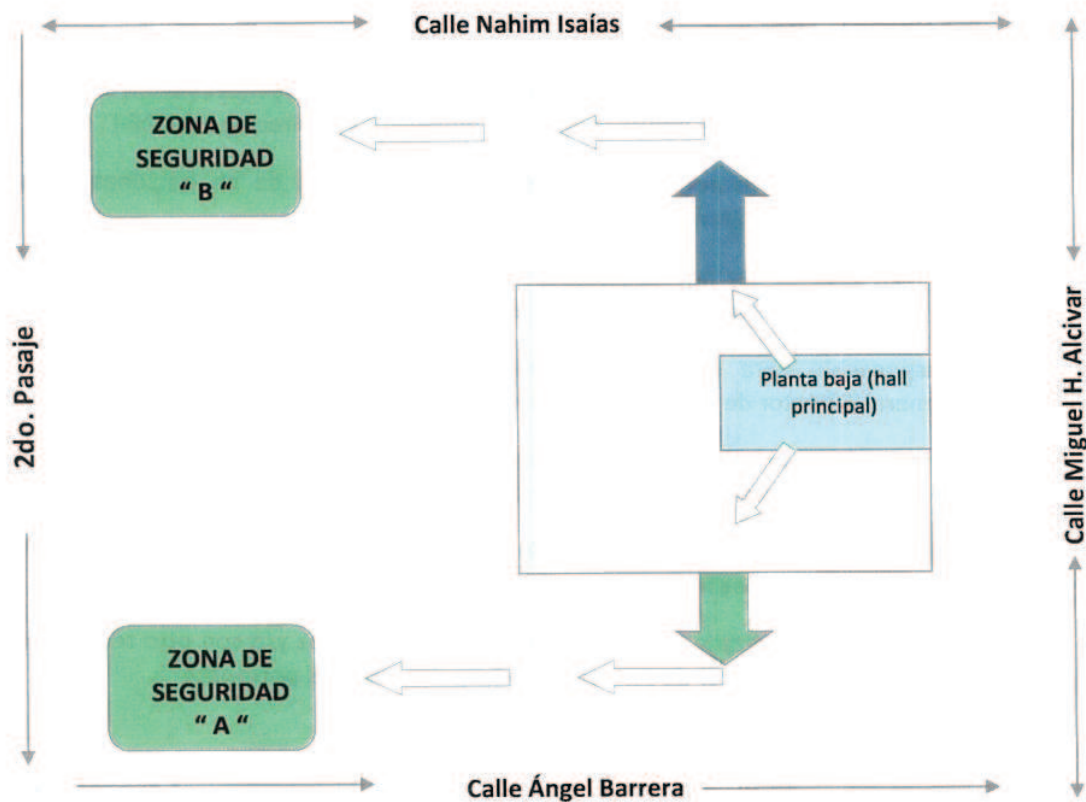 Calle Nahim Isaías
ZONA DE
SEGURIDAD
“ B “
2do. Pasaje
Planta baja (hall
principal)
Calle Miguel H. Alcivar
ZONA DE
SEGURIDAD
“ A “
Calle Ángel Barrera